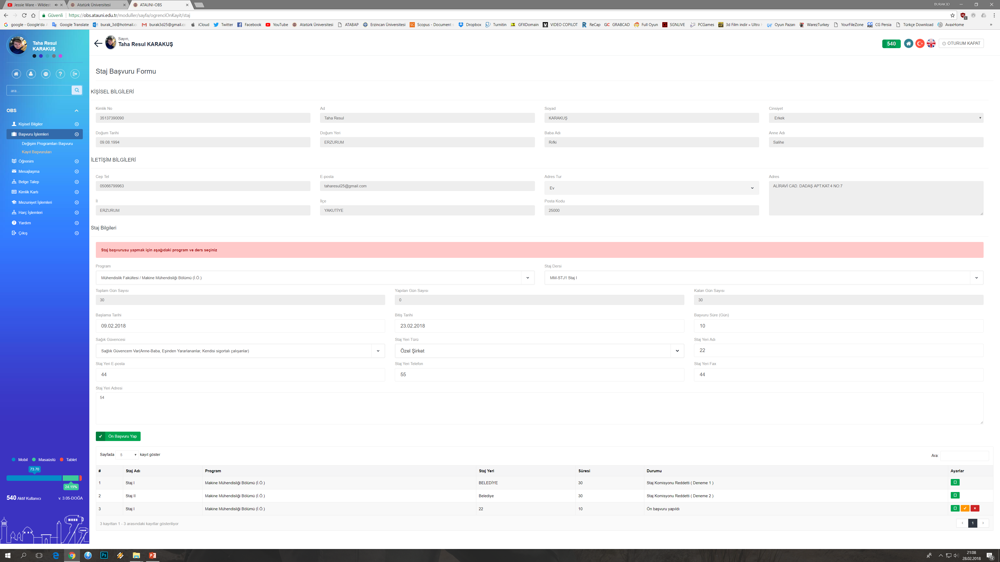 Jessie Ware - Wildest
Atatürk Üniversitesi
ATAUNI-OBS
BURAK3D
Güvenli
https://obs.atauni.edu.tr/moduller/sayfa/ogrenciOnKayit/staj
google - Google'da
Google Translate
burak_3d@hotmail.co
burak3d25@gmail.co
iCloud
Twitter
Facebook
YouTube
Atatürk Üniversitesi
ATABAP
Erzincan Üniversitesi
Scopus - Document
Dropbox
Turnitin
GFXDomain
VIDEO COPILOT
ReCap
GRABCAD
Full Oyun
SGNLIVE
PCGames
3d Film indir » Ultra
Oyun Pazarı
WarezTurkey
YourFileZone
CG Persia
Türkçe Download
AvaxHome
»
Taha Resul
KARAKUŞ
ara...
OBS
Kişisel Bilgiler
Başvuru İşlemleri
Değişim Programları Başvuru
Kayıt Başvuruları
Öğrenim
Mesajlaşma
Belge Talep
Kimlik Kartı
Mezuniyet İşlemleri
Harç İşlemleri
Yardım
Çıkış
Mobil Masaüstü Tablet
73.70
24.19%
540 Aktif Kullanıcı v. 3.05-DOĞA
Sayın,
Taha Resul KARAKUŞ
540
OTURUM KAPAT
Staj Başvuru Formu
KİŞİSEL BİLGİLERİ
Kimlik No Ad Soyad Cinsiyet
35137390090 Taha Resul KARAKUŞ Erkek
Doğum Tarihi Doğum Yeri Baba Adı Anne Adı
09.08.1994 ERZURUM Rıfki Salihe
İLETİŞİM BİLGİLERİ
Cep Tel E-posta Adres Tur Adres
05066799963 taharesul25@gmail.com Ev ALİRAVİ CAD. DADAŞ APT.KAT:4 NO:7
İl İlçe Posta Kodu
ERZURUM YAKUTİYE 25000
Staj Bilgileri
Staj başvurusu yapmak için aşağıdaki program ve ders seçiniz
Program Staj Dersi
Mühendislik Fakültesi / Makine Mühendisliği Bölümü (İ.Ö.) MM-STJ1 Staj I
Toplam Gün Sayısı Yapılan Gün Sayısı Kalan Gün Sayısı
30 0 30
Başlama Tarihi Bitiş Tarihi Başvuru Süre (Gün)
09.02.2018 23.02.2018 10
Sağık Güvencesi Staj Yeri Türü Staj Yeri Adı
Sağlık Güvencem Var(Anne-Baba, Eşinden Yararlananlar, Kendisi sigortalı çalışanlar) Özel Şirket 22
Staj Yeri E-posta Staj Yeri Telefon Staj Yeri Fax
44 55 44
Staj Yeri Adresi
54
Ön Başvuru Yap
Sayfada 5 kayıt göster Ara:
# Staj Adı Program Staj Yeri Süresi Durumu Ayarlar
1 Staj I Makine Mühendisliği Bölümü (İ.Ö.) BELEDİYE 30 Staj Komisyonu Reddetti ( Deneme 1 )
2 Staj II Makine Mühendisliği Bölümü (İ.Ö.) Belediye 30 Staj Komisyonu Reddetti ( Deneme 2 )
3 Staj I Makine Mühendisliği Bölümü (İ.Ö.) 22 10 Ön başvuru yapıldı
3 kayıttan 1 - 3 arasındaki kayıtlar gösteriliyor
1
21:08
28.02.2018
12